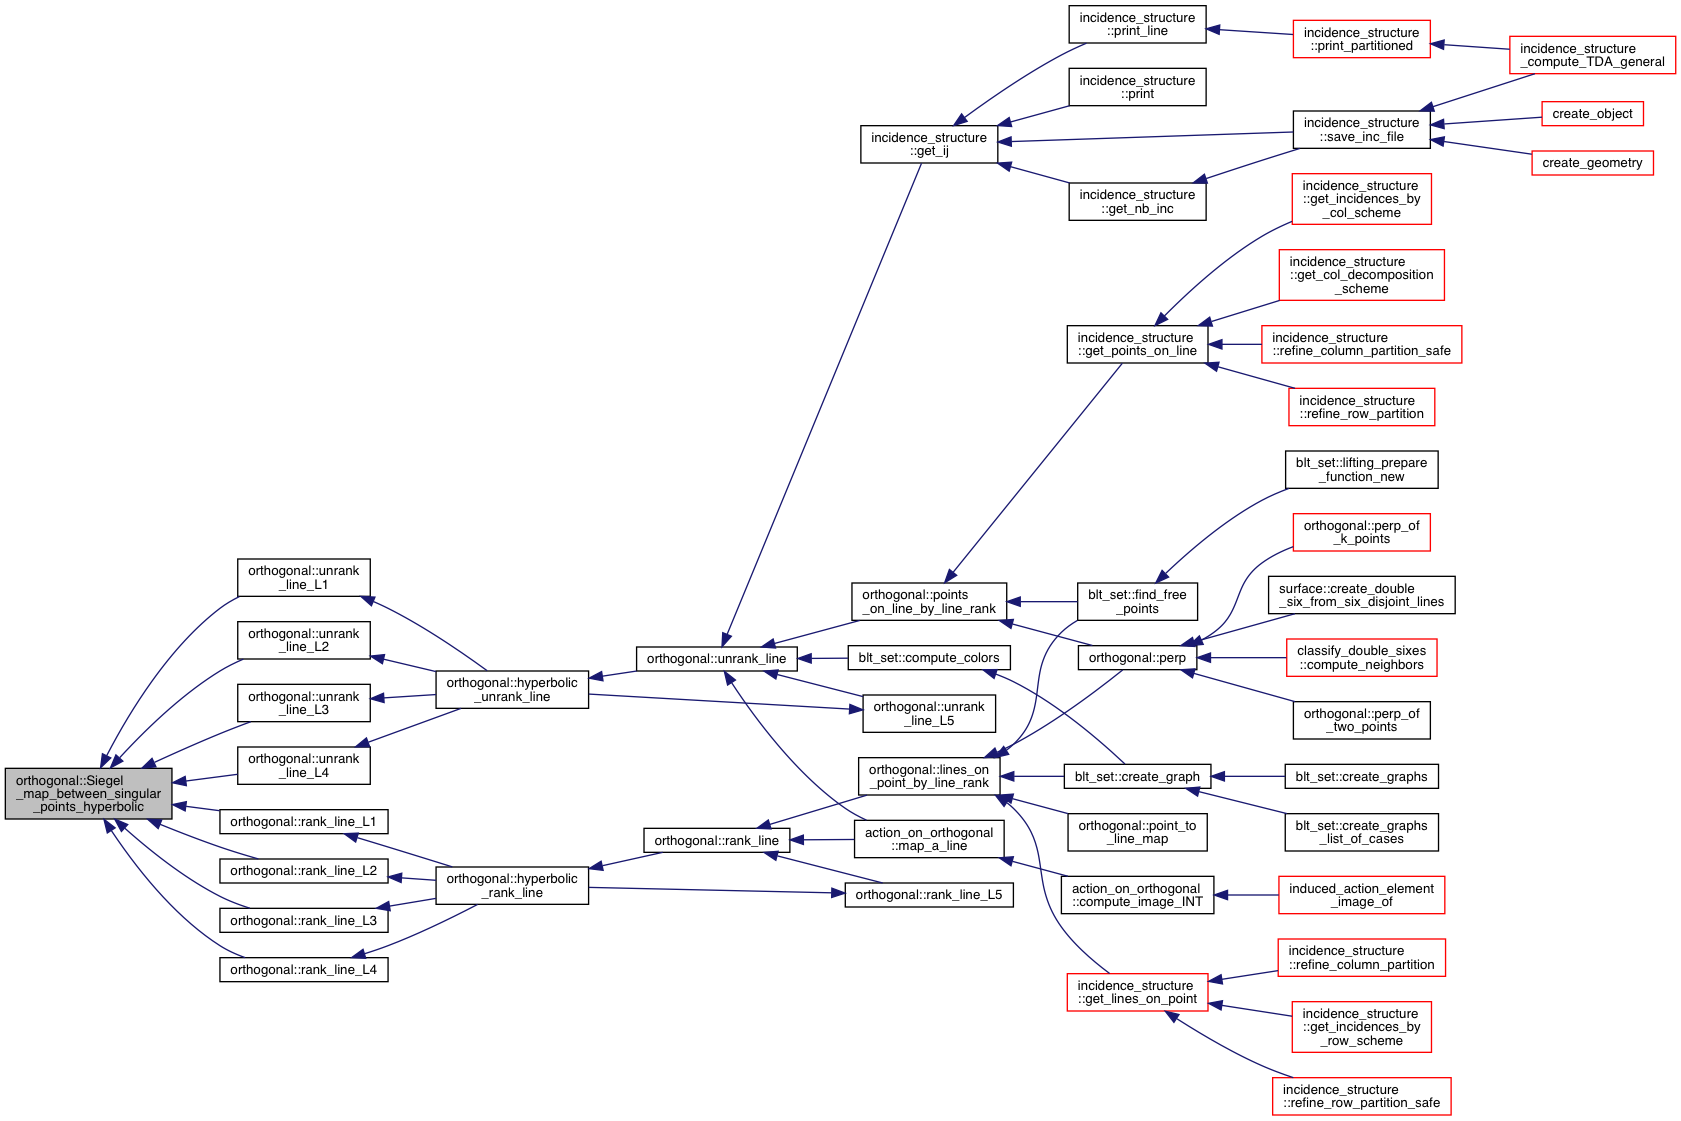 orthogonal::Siegel
_map_between_singular
_points_hyperbolic
orthogonal::unrank
_line_L1
orthogonal::unrank
_line_L2
orthogonal::unrank
_line_L3
orthogonal::unrank
_line_L4
orthogonal::rank_line_L1
orthogonal::rank_line_L2
orthogonal::rank_line_L3
orthogonal::rank_line_L4
orthogonal::hyperbolic
_unrank_line
orthogonal::hyperbolic
_rank_line
orthogonal::unrank_line
orthogonal::rank_line
incidence_structure
::get_ij
orthogonal::points
_on_line_by_line_rank
blt_set::compute_colors
orthogonal::unrank
_line_L5
orthogonal::lines_on
_point_by_line_rank
action_on_orthogonal
::map_a_line
orthogonal::rank_line_L5
incidence_structure
::print_line
incidence_structure
::print
incidence_structure
::get_nb_inc
incidence_structure
::get_points_on_line
blt_set::find_free
_points
orthogonal::perp
blt_set::create_graph
orthogonal::point_to
_line_map
action_on_orthogonal
::compute_image_INT
incidence_structure
::get_lines_on_point
incidence_structure
::print_partitioned
incidence_structure
::save_inc_file
incidence_structure
::get_incidences_by
_col_scheme
incidence_structure
::get_col_decomposition
_scheme
incidence_structure
::refine_column_partition_safe
incidence_structure
::refine_row_partition
blt_set::lifting_prepare
_function_new
orthogonal::perp_of
_k_points
surface::create_double
_six_from_six_disjoint_lines
classify_double_sixes
::compute_neighbors
orthogonal::perp_of
_two_points
blt_set::create_graphs
blt_set::create_graphs
_list_of_cases
induced_action_element
_image_of
incidence_structure
::refine_column_partition
incidence_structure
::get_incidences_by
_row_scheme
incidence_structure
::refine_row_partition_safe
incidence_structure
_compute_TDA_general
create_object
create_geometry